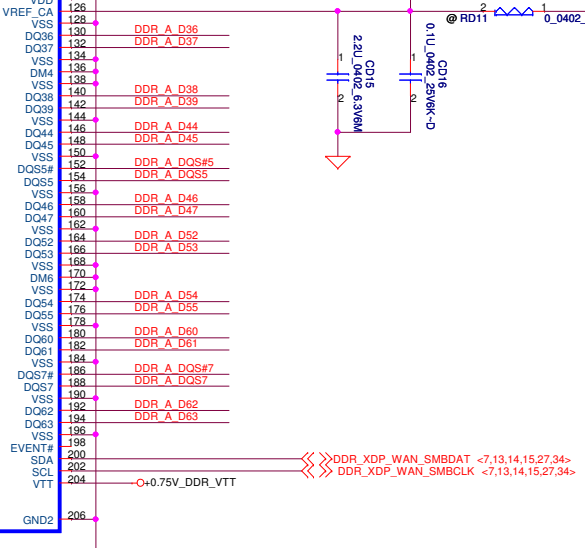 VDD
VREF_CA 126
VSS 128
DQ36 130 DDR_A_D36
DQ37 132 DDR_A_D37
VSS 134
DM4 136
VSS 138
DQ38 140 DDR_A_D38
DQ39 142 DDR_A_D39
VSS 144
DQ44 146 DDR_A_D44
DQ45 148 DDR_A_D45
VSS 150
DQS5# 152 DDR_A_DQS#5
DQS5 154 DDR_A_DQS5
VSS 156
DQ46 158 DDR_A_D46
DQ47 160 DDR_A_D47
VSS 162
DQ52 164 DDR_A_D52
DQ53 166 DDR_A_D53
VSS 168
DM6 170
VSS 172
DQ54 174 DDR_A_D54
DQ55 176 DDR_A_D55
VSS 178
DQ60 180 DDR_A_D60
DQ61 182 DDR_A_D61
VSS 184
DQS7# 186 DDR_A_DQS#7
DQS7 188 DDR_A_DQS7
VSS 190
DQ62 192 DDR_A_D62
DQ63 194 DDR_A_D63
VSS 196
EVENT# 198
SDA 200 DDR_XDP_WAN_SMBDAT <7,13,14,15,27,34>
SCL 202 DDR_XDP_WAN_SMBCLK <7,13,14,15,27,34>
VTT 204 +0.75V_DDR_VTT
GND2 206
@ RD11 2 1 0_0402_
1
2
CD15
2.2U_0402_6.3V6M
1
2
CD16
0.1U_0402_25V6K~D